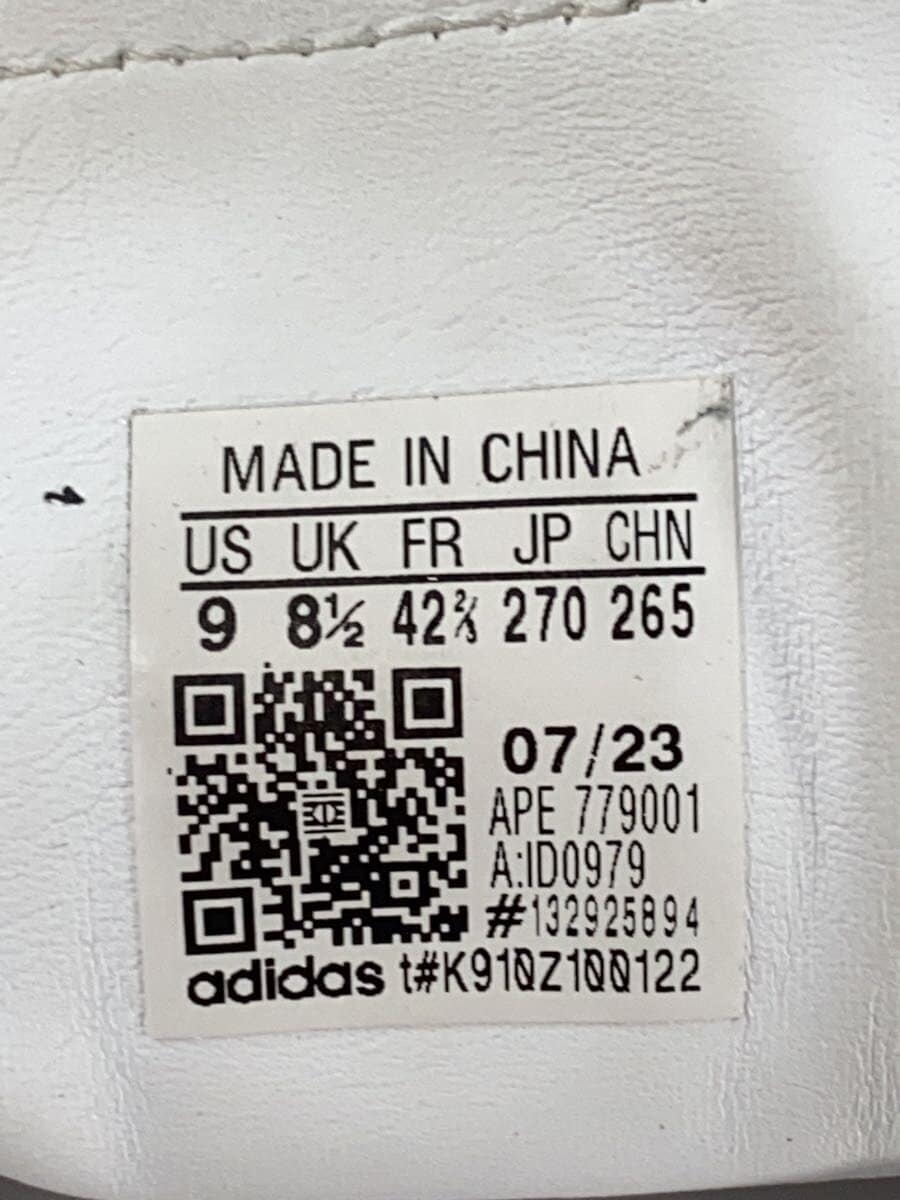 MADE IN CHINA
US UK FR JP CHN
9 8½ 42⅔ 270 265
07/23
APE 779001
A:ID0979
#132925894
adidas t#K910Z100122